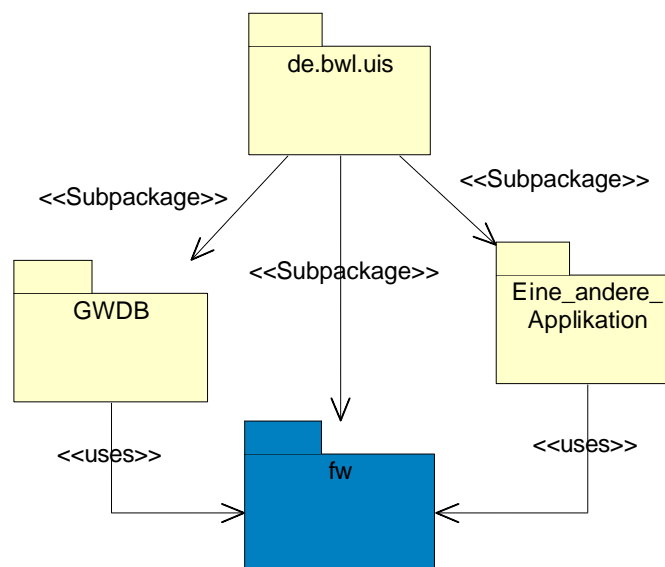 de.bwl.uis
<<Subpackage>>
<<Subpackage>>
<<Subpackage>>
GWDB
Eine_andere_
Applikation
<<uses>>
<<uses>>
fw